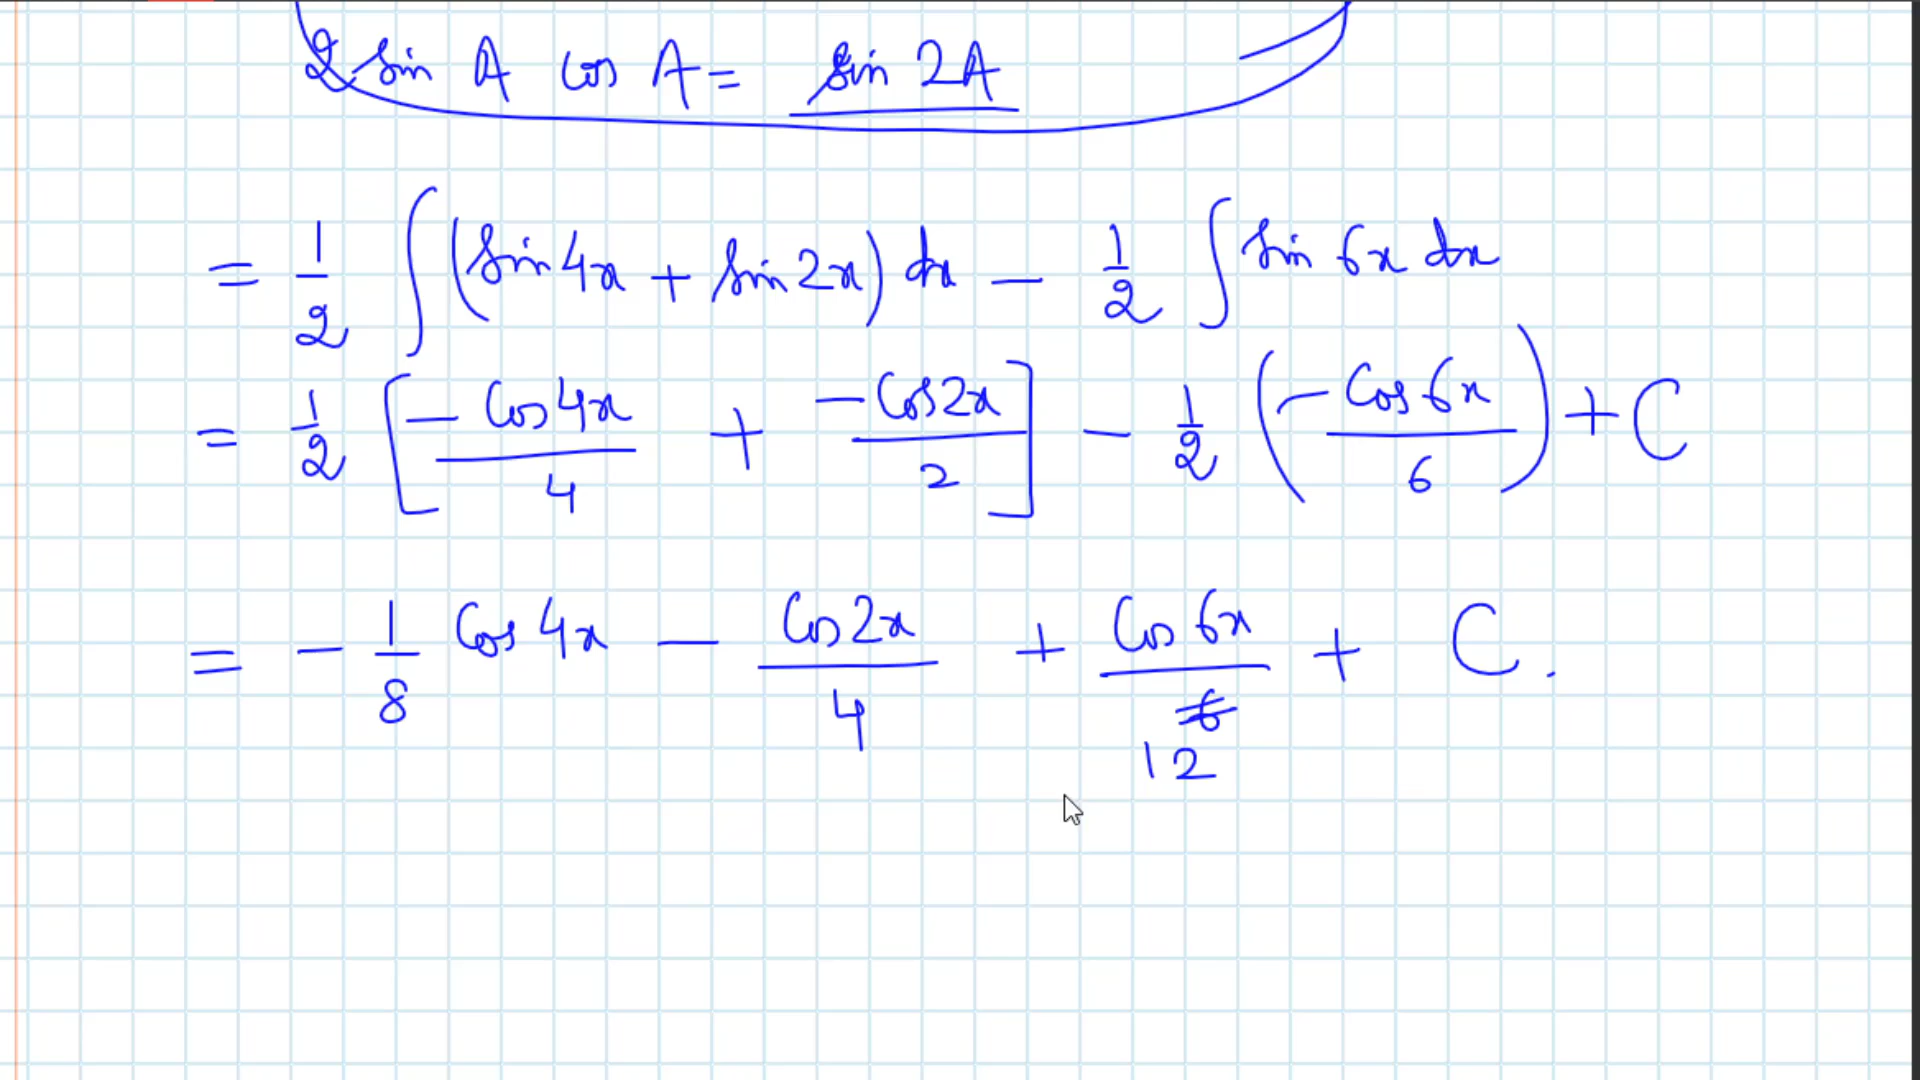 2 sin A cos A = sin 2A
= 1/2 ∫ (sin 4x + sin 2x) dx - 1/2 ∫ sin 6x dx
= 1/2 [ -Cos 4x/4 + -Cos 2x/2 ] - 1/2 ( -Cos 6x/6 ) + C
= - 1/8 Cos 4x - Cos 2x/4 + Cos 6x/12 + C.